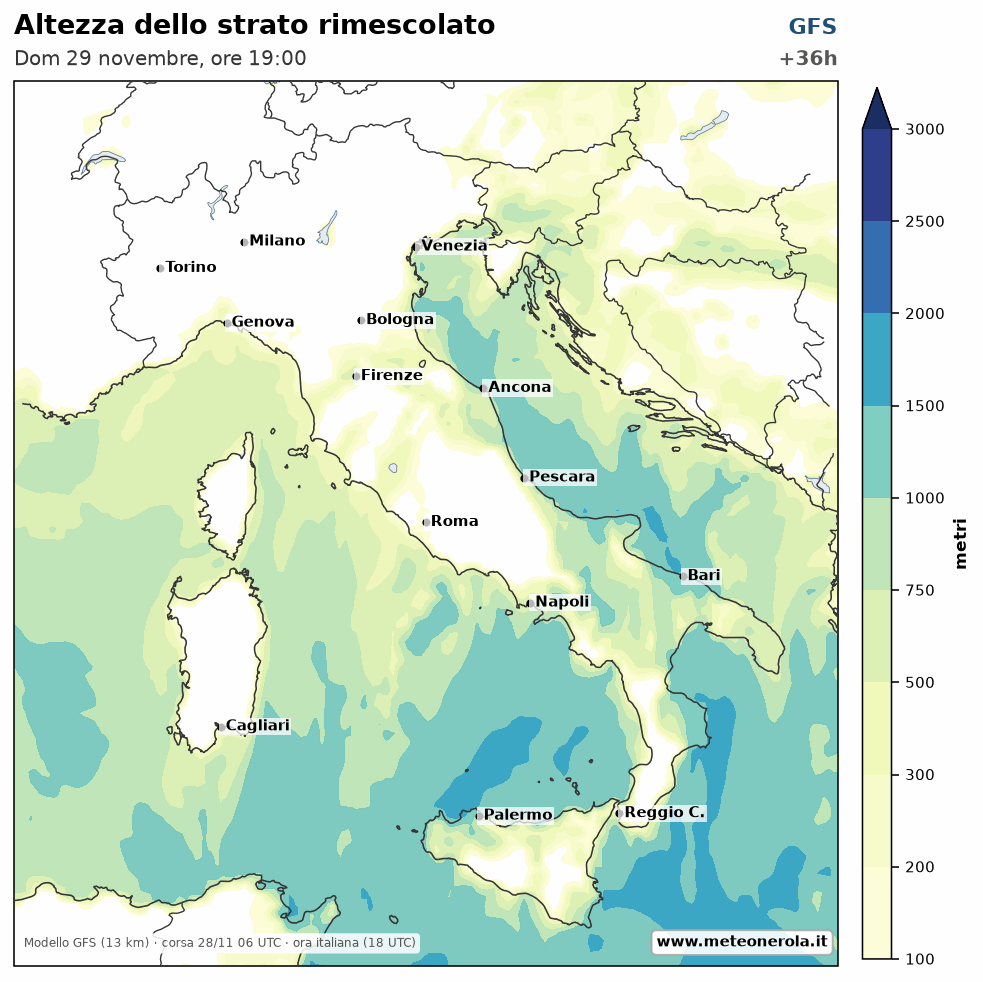 Altezza dello strato rimescolato
GFS
Dom 29 novembre, ore 19:00
+36h
3000
2500
2000
1500
1000
750
500
300
200
100
metri
Milano
Venezia
Torino
Genova
Bologna
Firenze
Ancona
Pescara
Roma
Bari
Napoli
Cagliari
Palermo
Reggio C.
Modello GFS (13 km) · corsa 28/11 06 UTC · ora italiana (18 UTC)
www.meteonerola.it